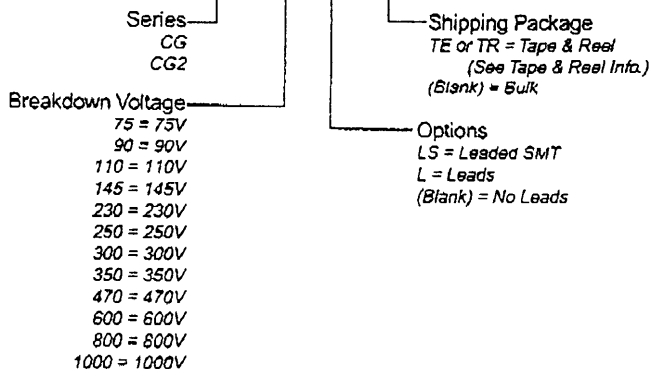 Series
CG
CG2
Breakdown Voltage
75 = 75V
90 = 90V
110 = 110V
145 = 145V
230 = 230V
250 = 250V
300 = 300V
350 = 350V
470 = 470V
600 = 600V
800 = 800V
1000 = 1000V
Shipping Package
TE or TR = Tape & Reel
(See Tape & Reel Info.)
(Blank) = Bulk
Options
LS = Leaded SMT
L = Leads
(Blank) = No Leads